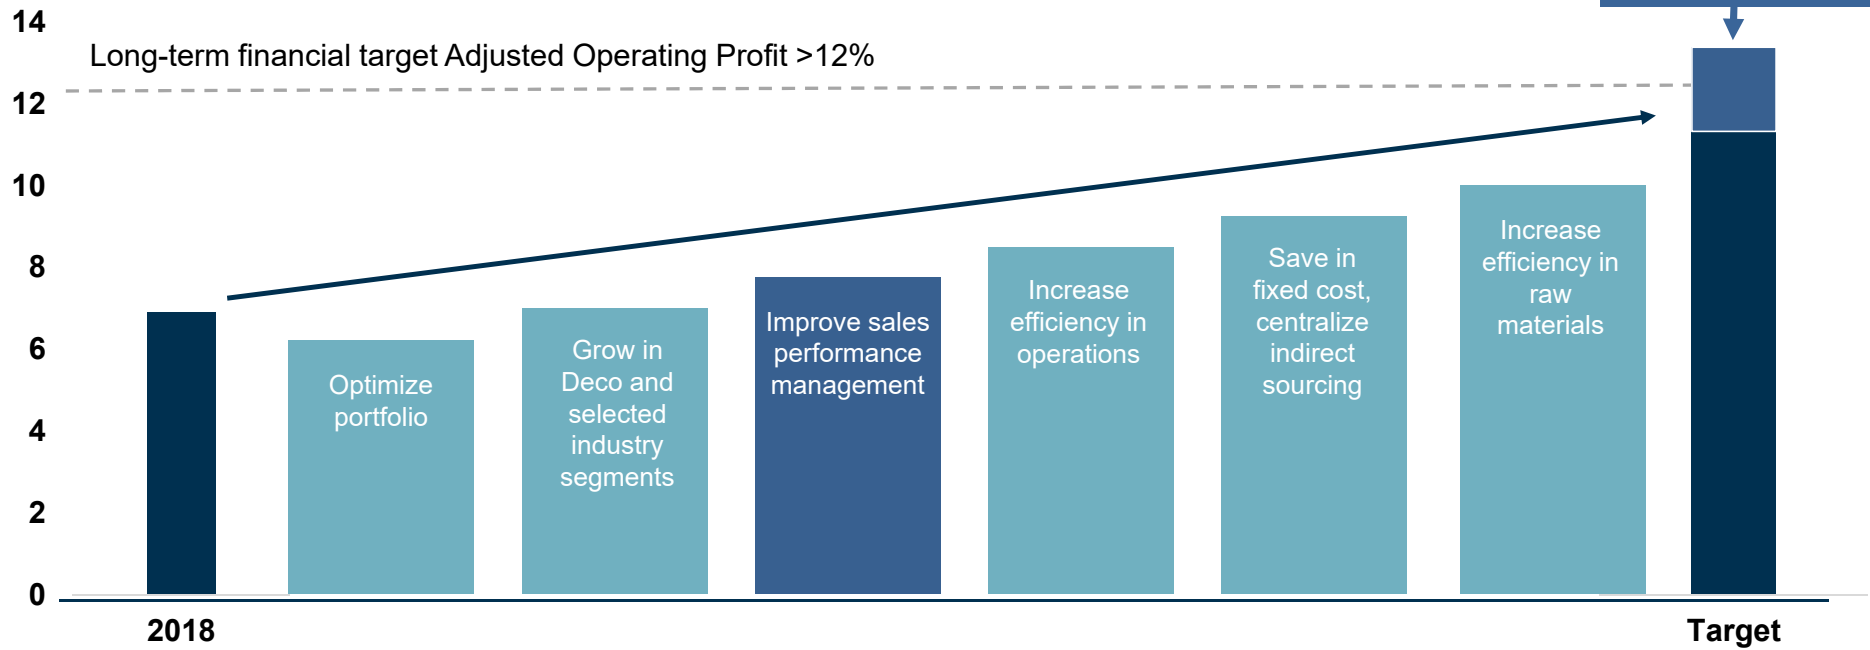 14
12
10
8
6
4
2
0
Long-term financial target Adjusted Operating Profit >12%
Optimize
portfolio
Grow in
Deco and
selected
industry
segments
Improve sales
performance
management
Increase
efficiency in
operations
Save in
fixed cost,
centralize
indirect
sourcing
Increase
efficiency in
raw
materials
2018
Target